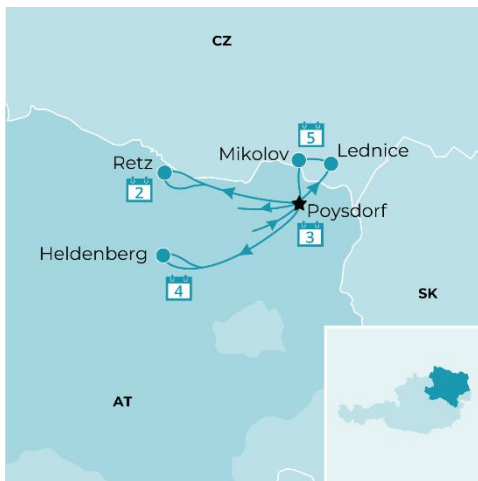 CZ
5
Mikolov
Lednice
Retz
2
Poysdorf
3
Heldenberg
4
SK
AT